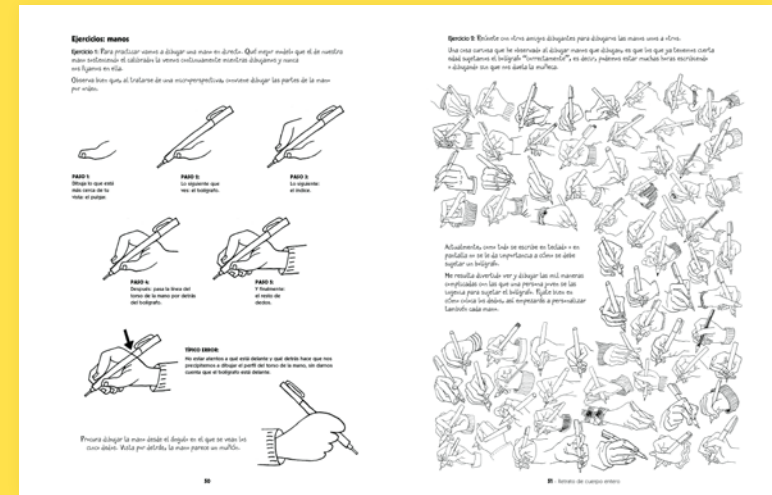 Ejercicios: manos
Ejercicio 1: Para practicar vamos a dibujar una mano en directo. Qué mejor modelo que el de nuestra
mano sosteniendo el calibrado la vemos continuamente mientras dibujamos y nunca
nos fijamos en ella.
Observa bien que, al tratarse de una microperspectiva, conviene dibujar las partes de la mano
por orden.
PASO 1:
Dibuja lo que está
más cerca de tu
vista: el pulgar.
PASO 2:
Lo siguiente que
ves: el bolígrafo.
PASO 3:
Lo siguiente:
el índice.
PASO 4:
Después: pasa la línea del
torso de la mano por detrás
del bolígrafo.
PASO 5:
Y finalmente:
el resto de
dedos.
TÍPICO ERROR:
No estar atentos a qué está delante y qué detrás hace que nos
precipitemos a dibujar el perfil del torso de la mano, sin darnos
cuenta que el bolígrafo está delante.
Procura dibujar la mano desde el ángulo en el que se vean los
cinco dedos. Vista por detrás, la mano parece un muñón.
30
Ejercicio 2: Reúnete con otros amigos dibujantes para dibujaros las manos unos a otros.
Una cosa curiosa que he observado al dibujar manos que dibujan, es que los que ya tenemos cierta
edad sujetamos el bolígrafo "correctamente", es decir, podemos estar muchas horas escribiendo
o dibujando sin que nos duela la muñeca.
Actualmente, como todo se escribe en teclado o en
pantalla no se le da importancia a cómo se debe
sujetar un bolígrafo.
Me resulta divertido ver y dibujar las mil maneras
complicadas con las que una persona joven se las
ingenia para sujetar el bolígrafo. Fíjate bien en
cómo coloca los dedos, así empezarás a personalizar
también cada mano.
31 - Retrato de cuerpo entero